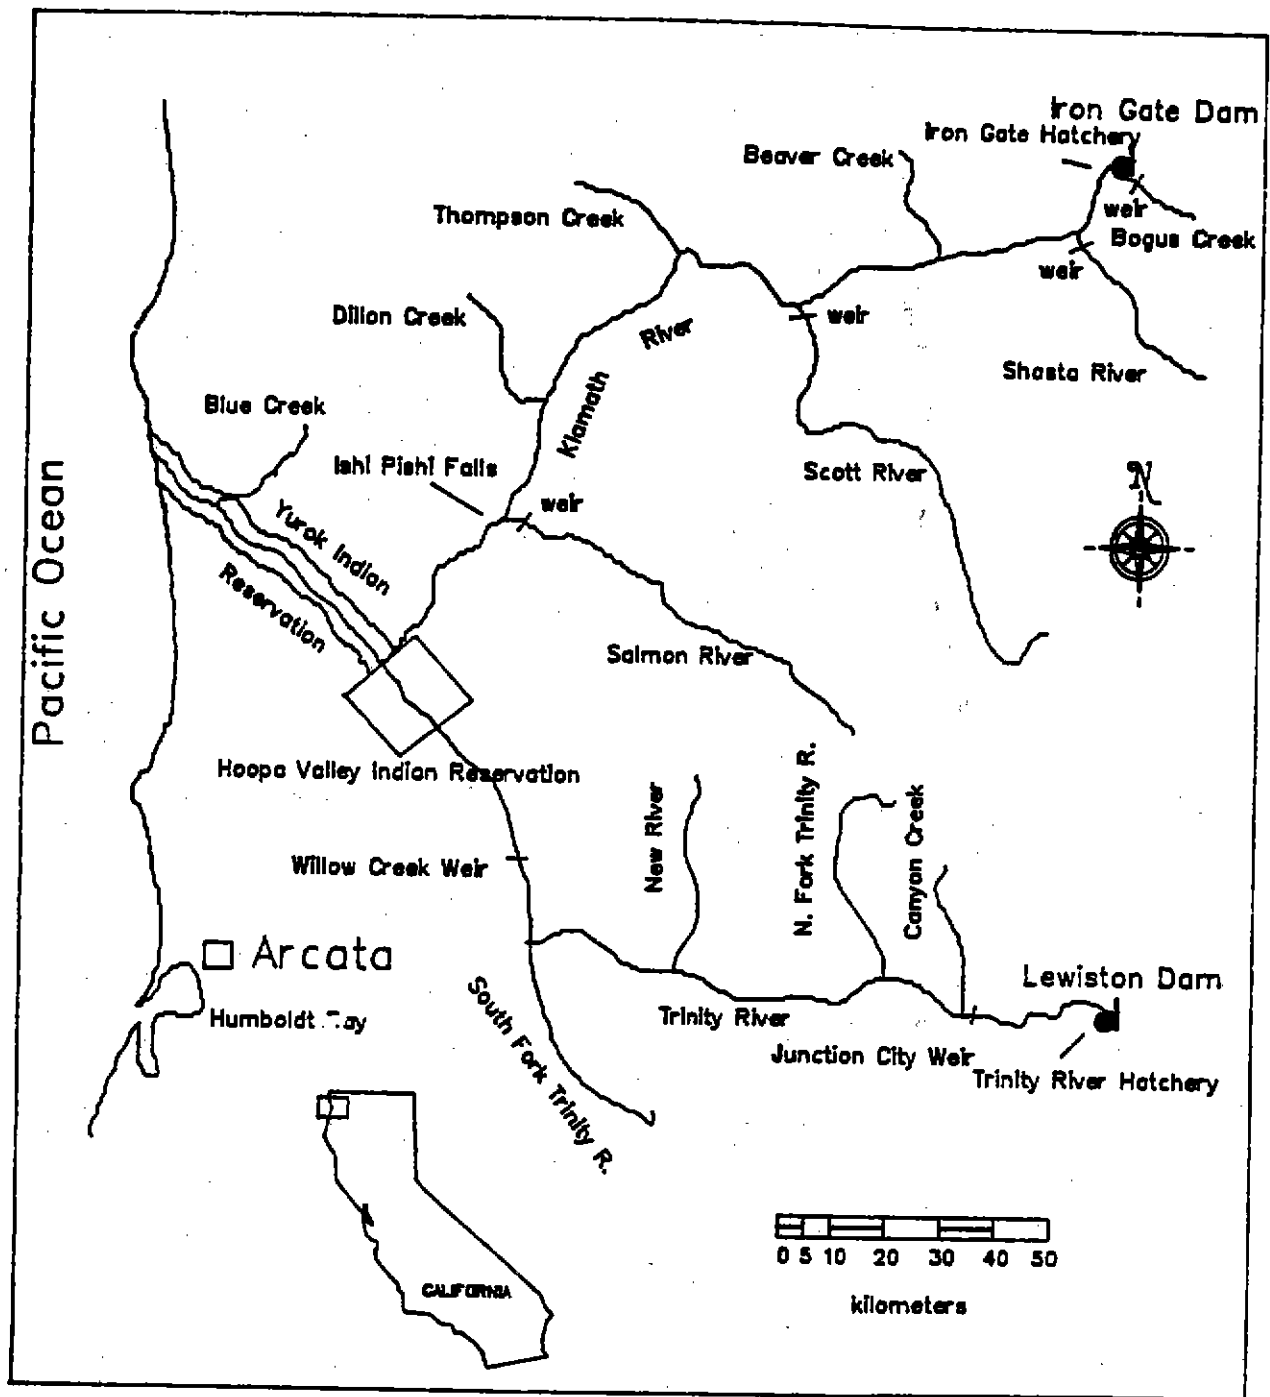 Iron Gate Dam
Iron Gate Hatchery
Beaver Creek
Thompson Creek
weir
Bogus Creek
weir
Dillon Creek
weir
River
Shasta River
Klamath
Blue Creek
Ishi Pishi Falls
Scott River
weir
N
Pacific Ocean
Yurok Indian
Reservation
Salmon River
Hoopa Valley Indian Reservation
New River
N. Fork Trinity R.
Canyon Creek
Willow Creek Weir
Arcata
Lewiston Dam
Humboldt
South Fork Trinity R.
Trinity River
Junction City Weir
Trinity River Hatchery
CALIFORNIA
0 5 10 20 30 40 50
kilometers